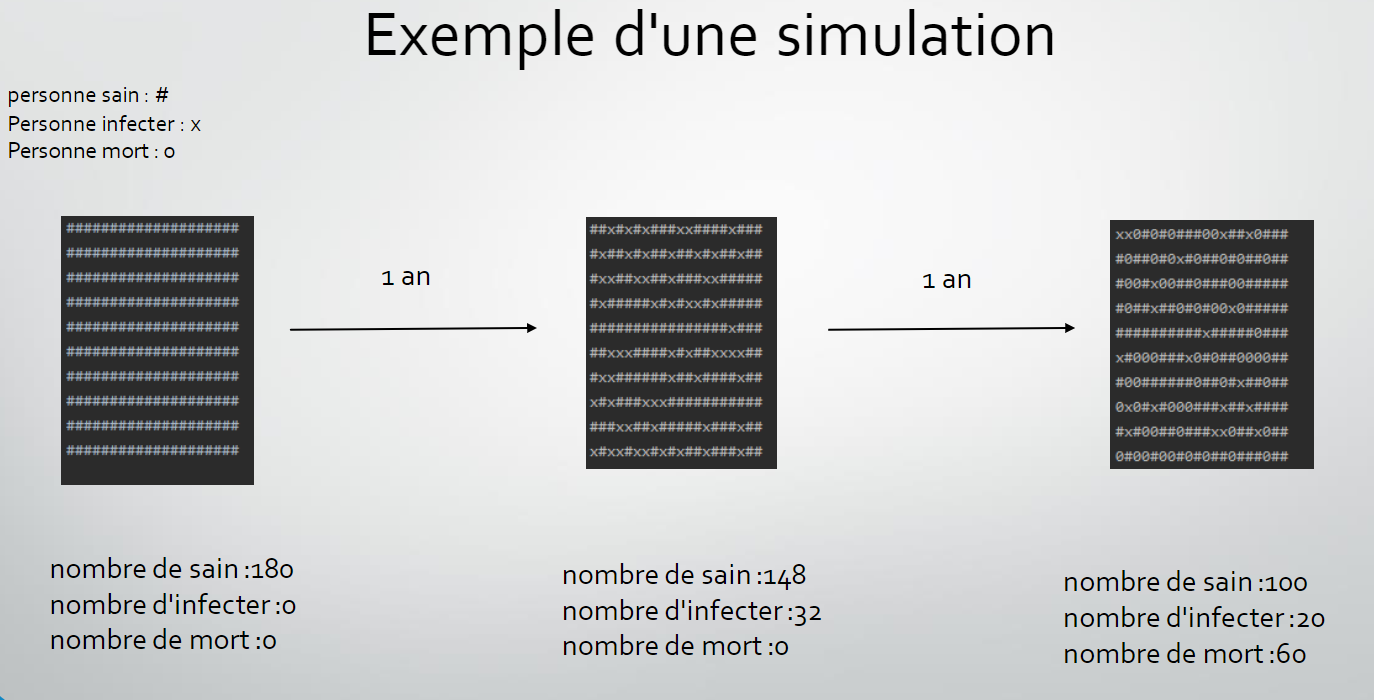 Exemple d'une simulation
personne sain : #
Personne infecter : x
Personne mort : 0
####################
####################
####################
####################
####################
####################
####################
####################
####################
####################
1 an
##x#x#x###xx####x###
#x##x#x##x##x#x##x##
#xx##xx##x###xx#####
#x#####x#x#xx#x#####
################x###
##xxx####x#x##xxxx##
#xx######x##x####x##
x#x###xxx###########
###xx##x#####x###x##
x#xx#xx#x#x##x###x##
1 an
xx0#0#0###00x##x0###
#0##0#0x#0##0#0##0##
#00#x00##0###00#####
#0##x##0#0#00x0#####
##########x#####0###
x#000###x0#0##0000##
#00######0##0#x##0##
0x0#x#000###x##x####
#x#00##0###xx0##x0##
0#00#00#0#0##0###0##
nombre de sain :180
nombre d'infecter :0
nombre de mort :0
nombre de sain :148
nombre d'infecter :32
nombre de mort :0
nombre de sain :100
nombre d'infecter :20
nombre de mort :60